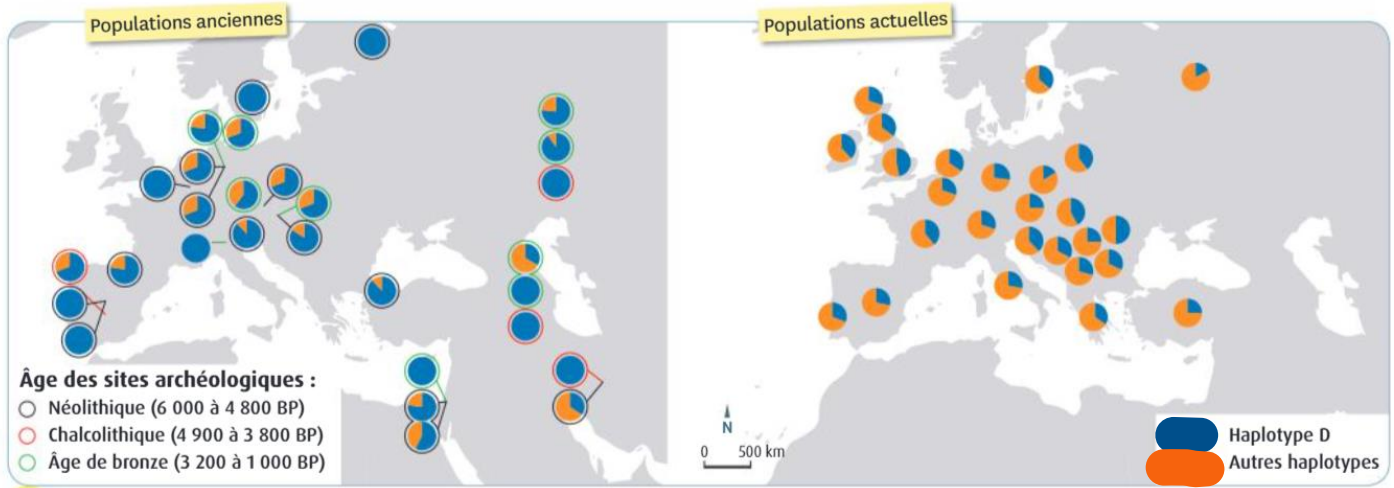 Populations anciennes
Populations actuelles
Âge des sites archéologiques :
Néolithique (6 000 à 4 800 BP)
Chalcolithique (4 900 à 3 800 BP)
Âge de bronze (3 200 à 1 000 BP)
N
0 500 km
Haplotype D
Autres haplotypes